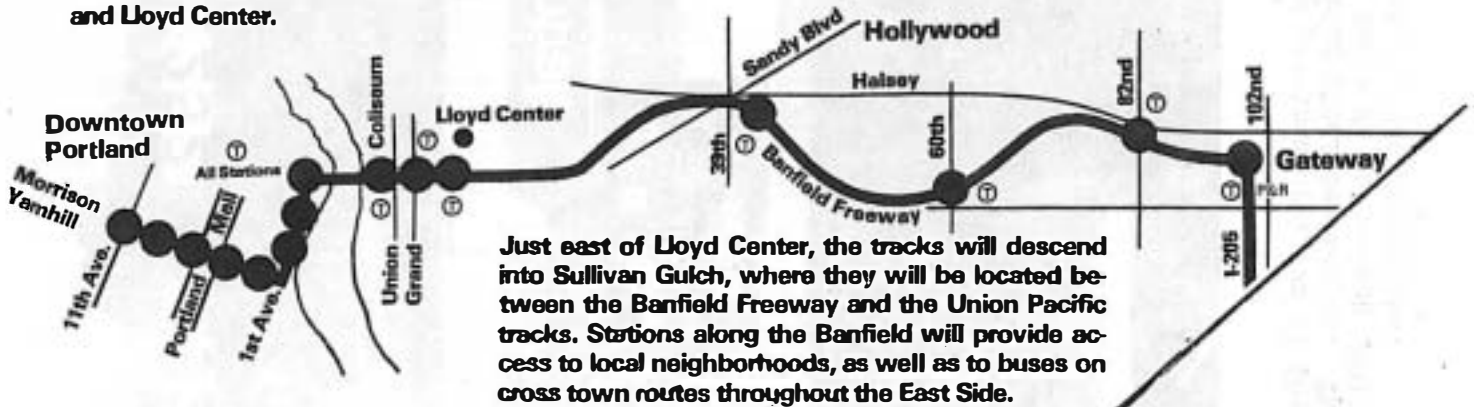 and Lloyd Center.
Sandy Blvd
Hollywood
Halsey
82nd
102nd
T
Coliseum
Lloyd Center
Downtown
Portland
T
All Stations
T
39th
T
60th
Banfield Freeway
Gateway
Morrison
Yamhill
Mall
T
T
T
T
P&R
11th Ave.
Portland
1st Ave.
Union
Grand
I-205
Just east of Lloyd Center, the tracks will descend
into Sullivan Gulch, where they will be located be-
tween the Banfield Freeway and the Union Pacific
tracks. Stations along the Banfield will provide ac-
cess to local neighborhoods, as well as to buses on
cross town routes throughout the East Side.